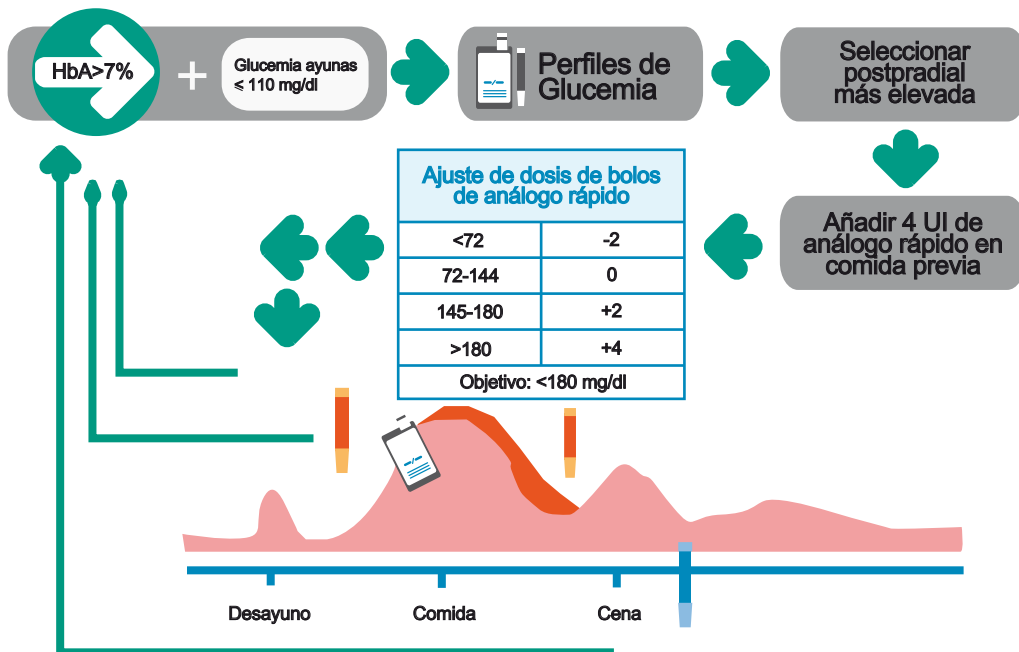 HbA>7%
+
Glucemia ayunas
≤ 110 mg/dl
Perfiles de
Glucemia
Seleccionar
postpradial
más elevada
Añadir 4 UI de
análogo rápido en
comida previa
Ajuste de dosis de bolos
de análogo rápido
<72 -2
72-144 0
145-180 +2
>180 +4
Objetivo: <180 mg/dl
Desayuno
Comida
Cena